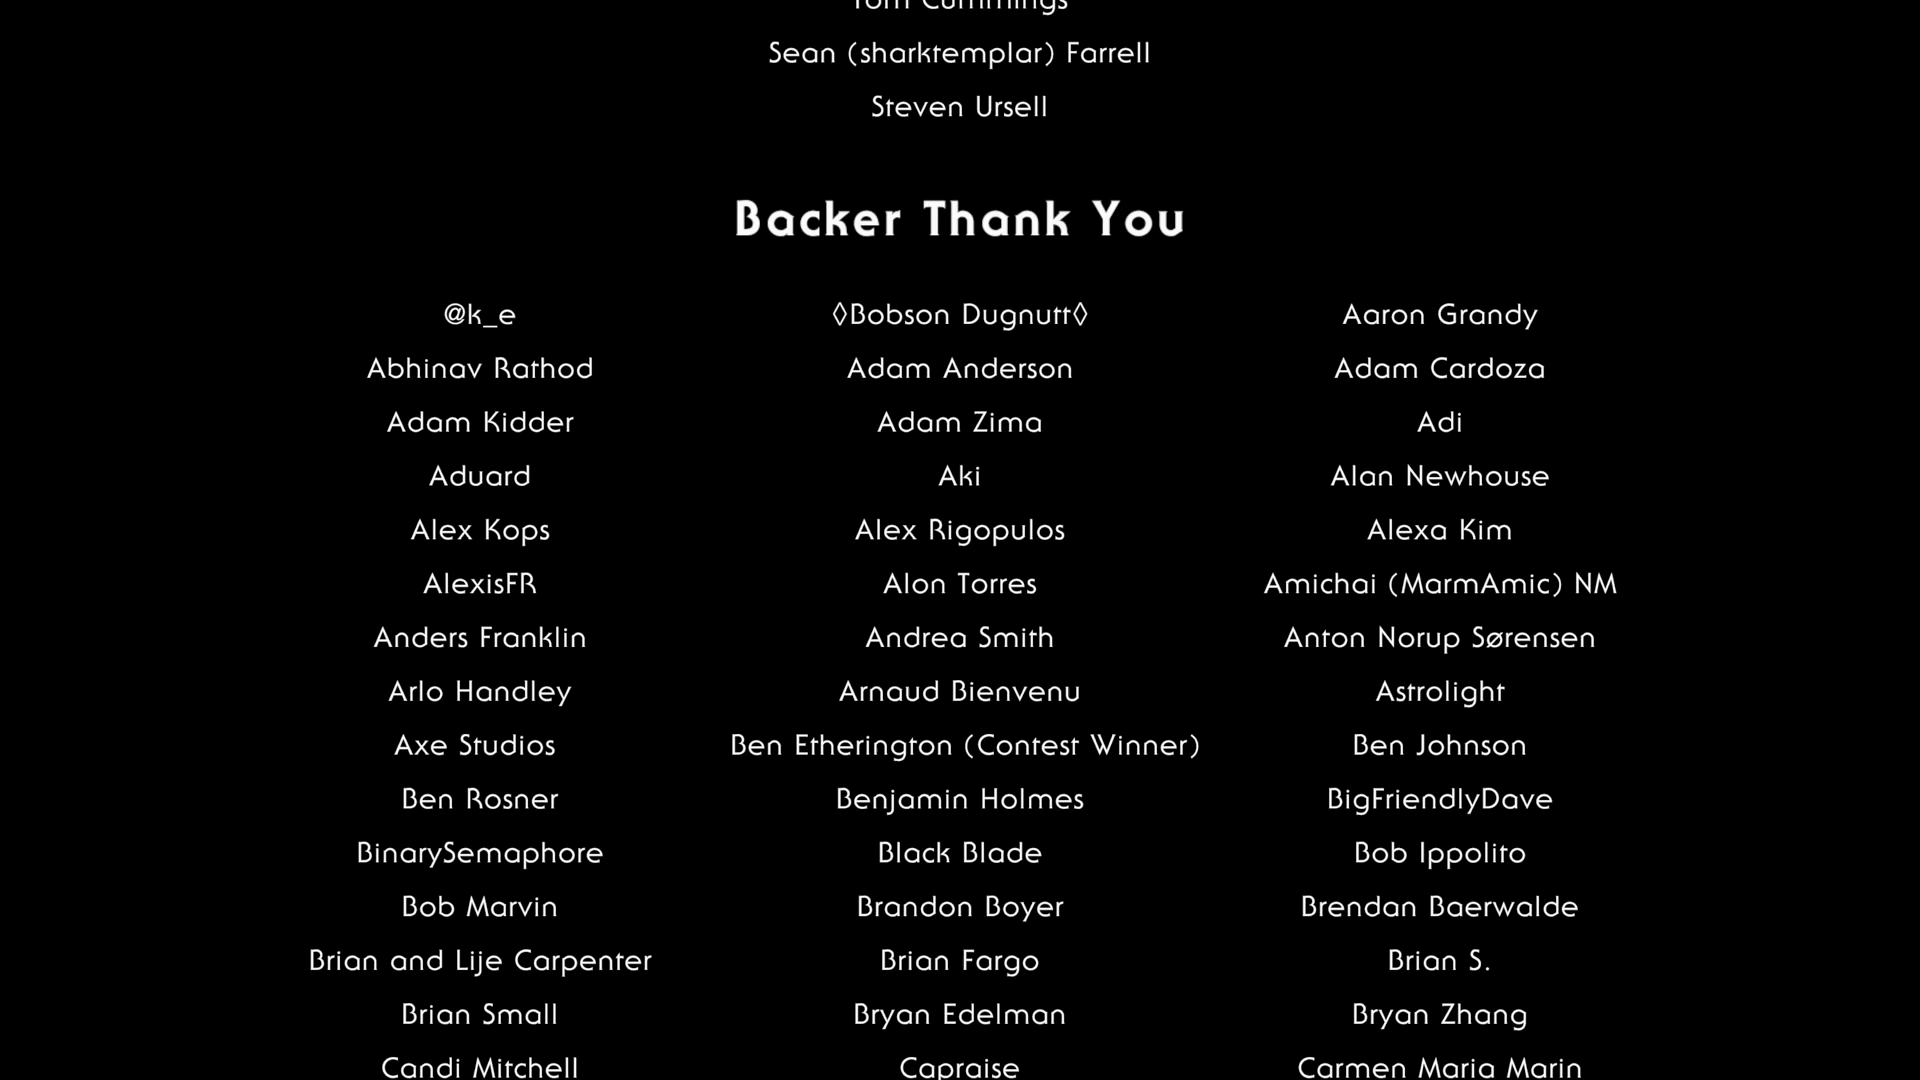 Tom Cummings
Sean (sharktemplar) Farrell
Steven Ursell
Backer Thank You
@k_e ◊Bobson Dugnutt◊ Aaron Grandy
Abhinav Rathod Adam Anderson Adam Cardoza
Adam Kidder Adam Zima Adi
Aduard Aki Alan Newhouse
Alex Kops Alex Rigopulos Alexa Kim
AlexisFR Alon Torres Amichai (MarmAmic) NM
Anders Franklin Andrea Smith Anton Norup Sørensen
Arlo Handley Arnaud Bienvenu Astrolight
Axe Studios Ben Etherington (Contest Winner) Ben Johnson
Ben Rosner Benjamin Holmes BigFriendlyDave
BinarySemaphore Black Blade Bob Ippolito
Bob Marvin Brandon Boyer Brendan Baerwalde
Brian and Lije Carpenter Brian Fargo Brian S.
Brian Small Bryan Edelman Bryan Zhang
Candi Mitchell Capraise Carmen Maria Marin